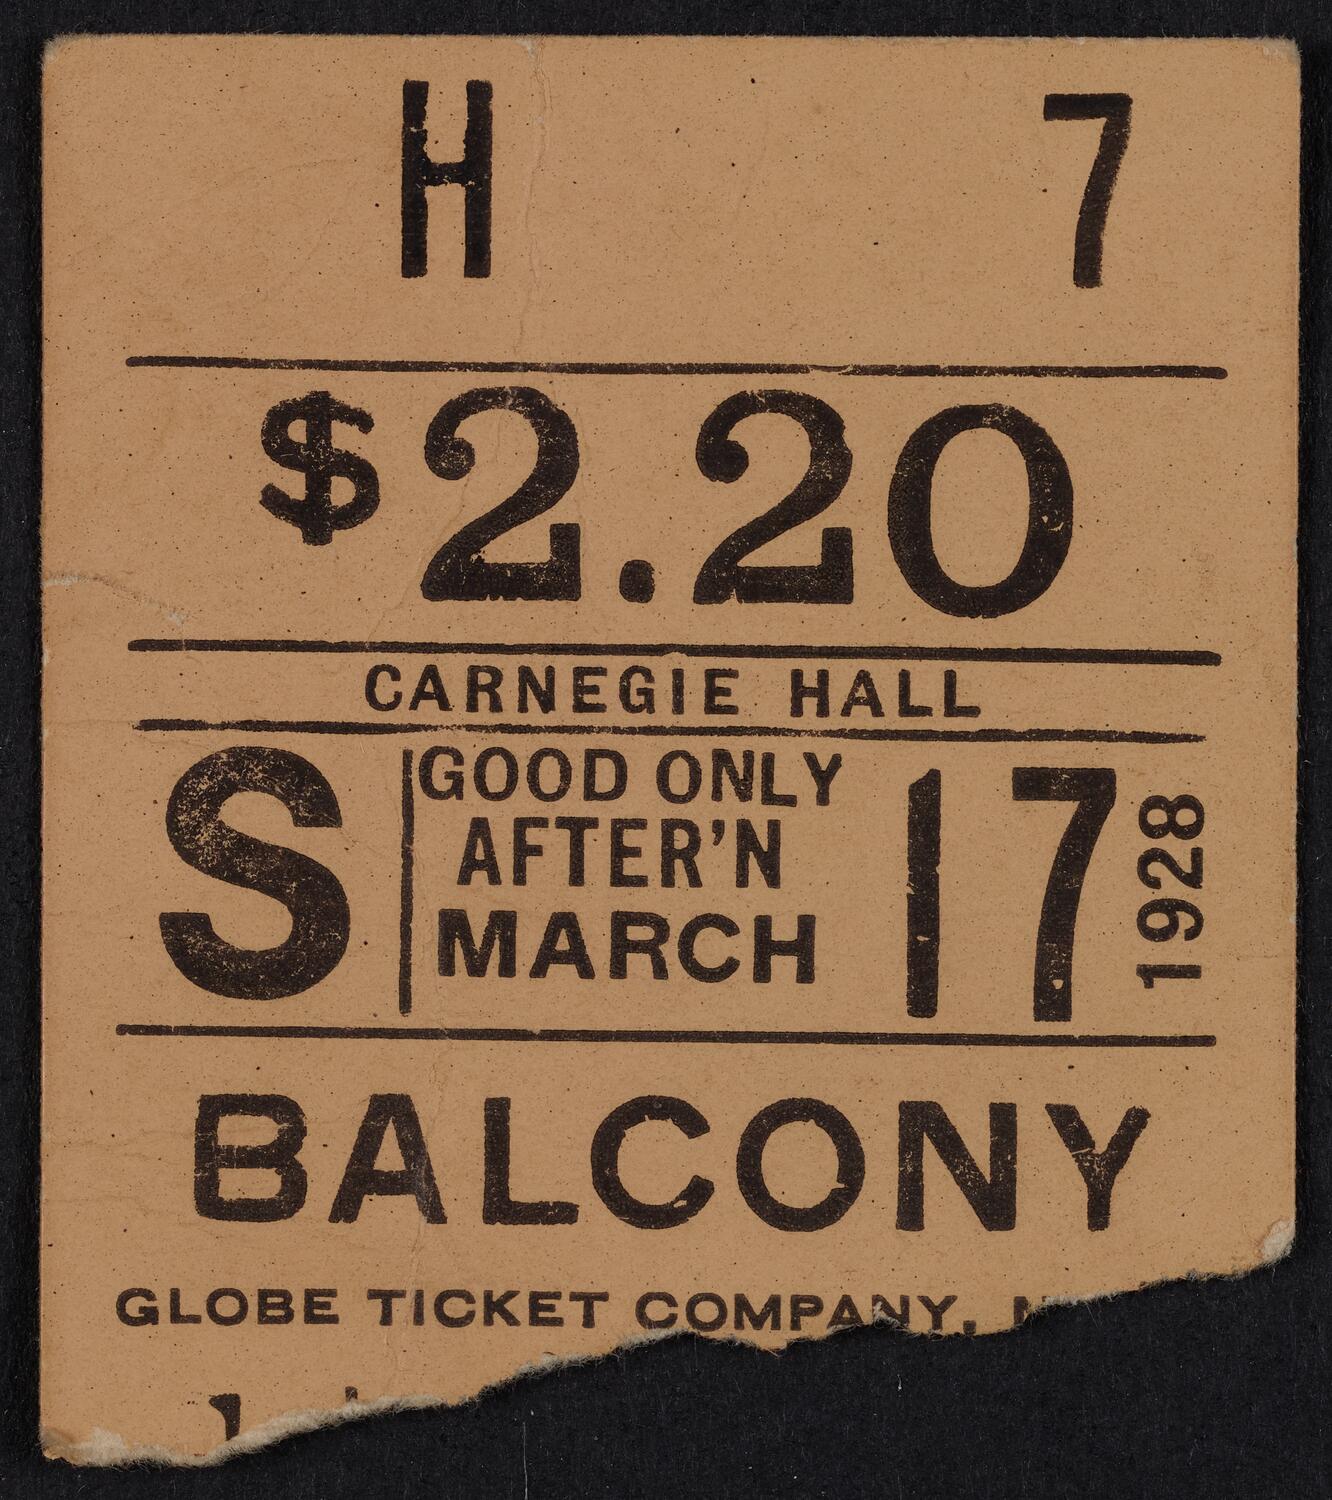 H 7
$2.20
CARNEGIE HALL
S GOOD ONLY
AFTER'N
MARCH
17 1928
BALCONY
GLOBE TICKET COMPANY, N